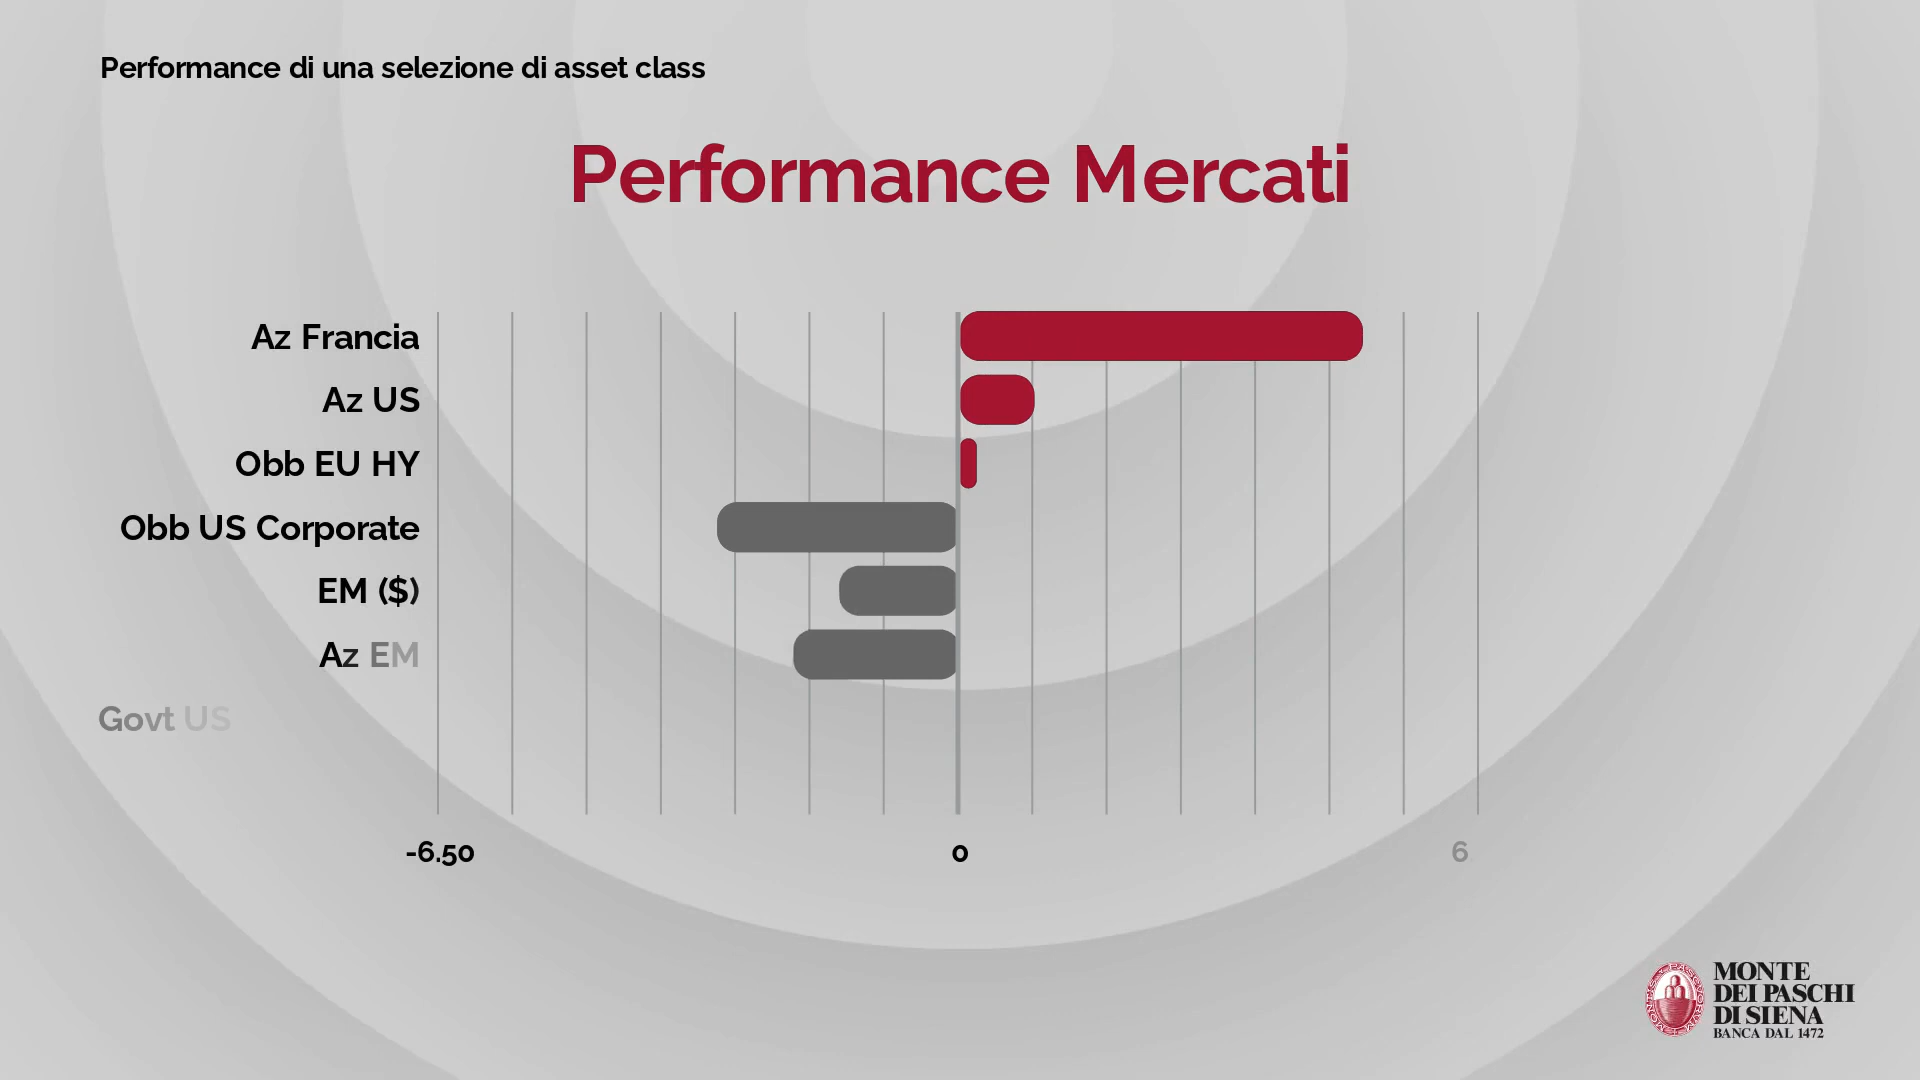 Performance di una selezione di asset class
Performance Mercati
Az Francia
Az US
Obb EU HY
Obb US Corporate
EM ($)
Az EM
Govt US
-6.50
0
6
MONTE
DEI PASCHI
DI SIENA
BANCA DAL 1472